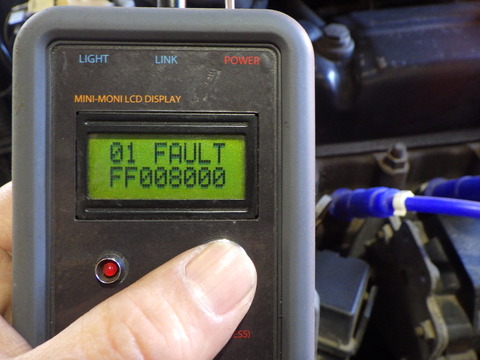 LIGHT LINK POWER
MINI-MONI LCD DISPLAY
01 FAULT
FF008000